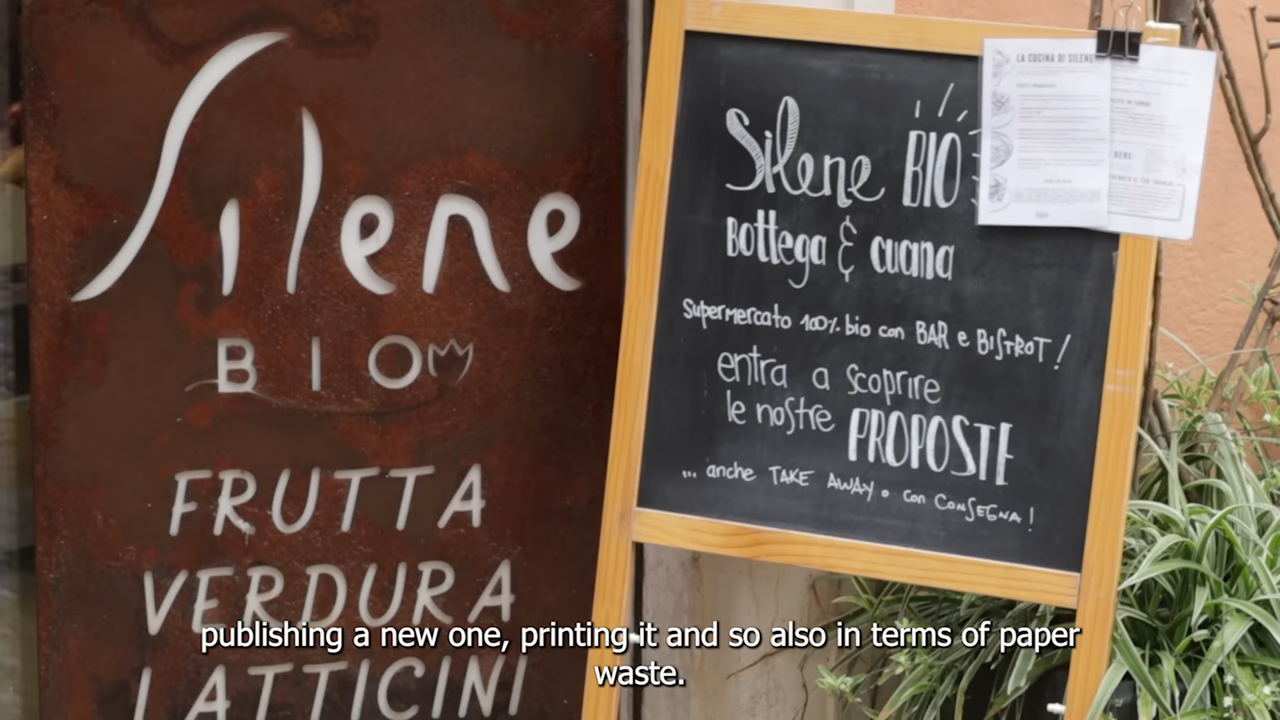 Silene
BIO
FRUTTA
VERDURA
LATTICINI
Silene BIO
Bottega & cucina
Supermercato 100% bio con BAR e BISTROT!
entra a scoprire
le nostre PROPOSTE
... anche TAKE AWAY o con CONSEGNA!
LA CUCINA DI SILENE
publishing a new one, printing it and so also in terms of paper
waste.